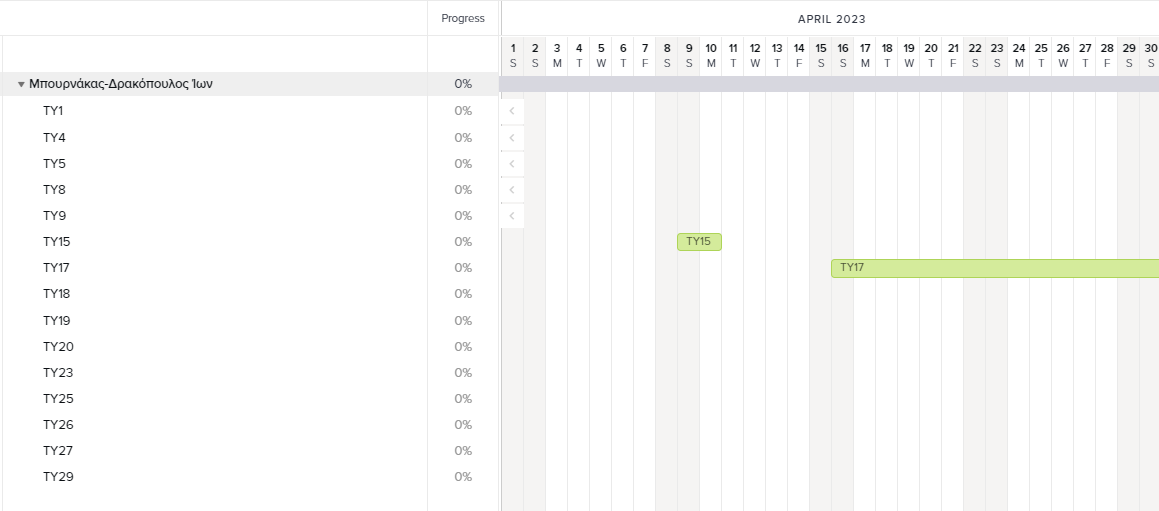 Progress
APRIL 2023
1 2 3 4 5 6 7 8 9 10 11 12 13 14 15 16 17 18 19 20 21 22 23 24 25 26 27 28 29 30
S S M T W T F S S M T W T F S S M T W T F S S M T W T F S S
Μπουρνάκας-Δρακόπουλος Ίων 0%
TY1 0%
TY4 0%
TY5 0%
TY8 0%
TY9 0%
TY15 0% TY15
TY17 0% TY17
TY18 0%
TY19 0%
TY20 0%
TY23 0%
TY25 0%
TY26 0%
TY27 0%
TY29 0%